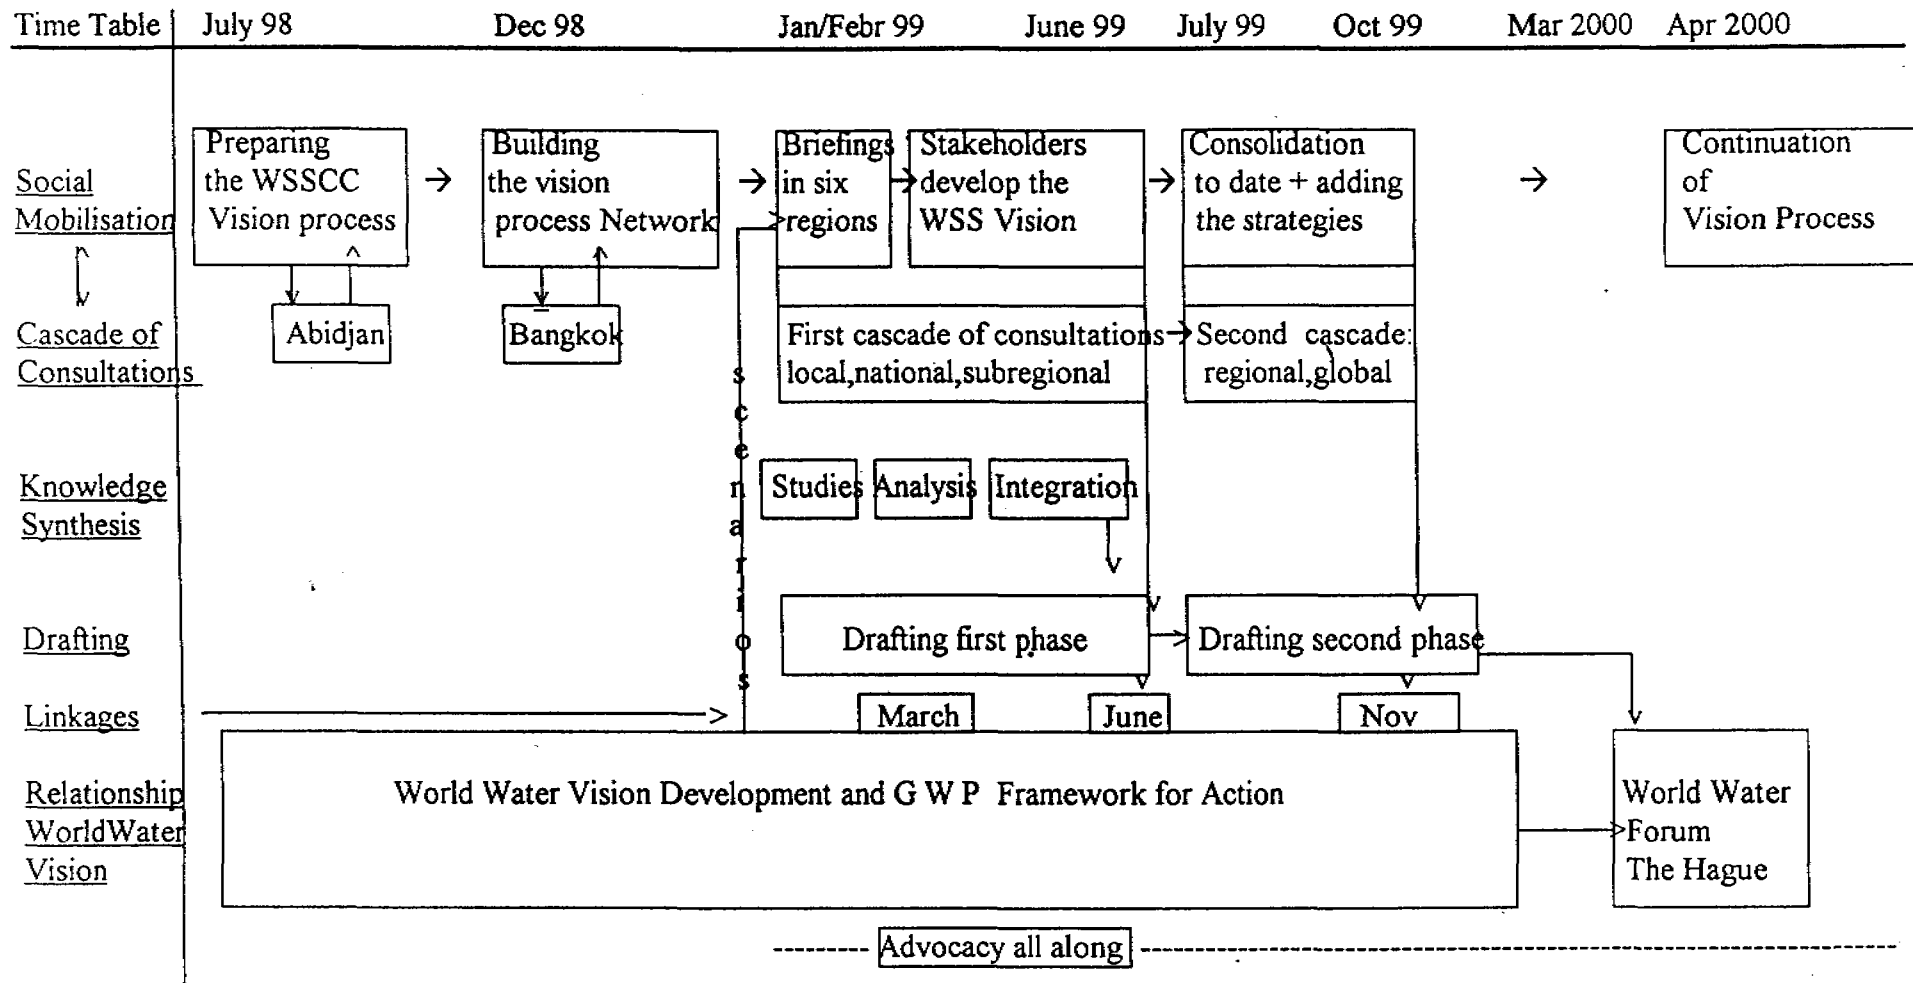 Time Table July 98 Dec 98 Jan/Febr 99 June 99 July 99 Oct 99 Mar 2000 Apr 2000
Social
Mobilisation
Preparing
the WSSCC
Vision process
Building
the vision
process Network
Briefings
in six
regions
Stakeholders
develop the
WSS Vision
Consolidation
to date + adding
the strategies
Continuation
of
Vision Process
Cascade of
Consultations
Abidjan
Bangkok
First cascade of consultations
local,national,subregional
Second cascade:
regional,global
scenarios
Knowledge
Synthesis
Studies
Analysis
Integration
Drafting
Drafting first phase
Drafting second phase
Linkages
March
June
Nov
Relationship
WorldWater
Vision
World Water Vision Development and G W P Framework for Action
World Water
Forum
The Hague
Advocacy all along